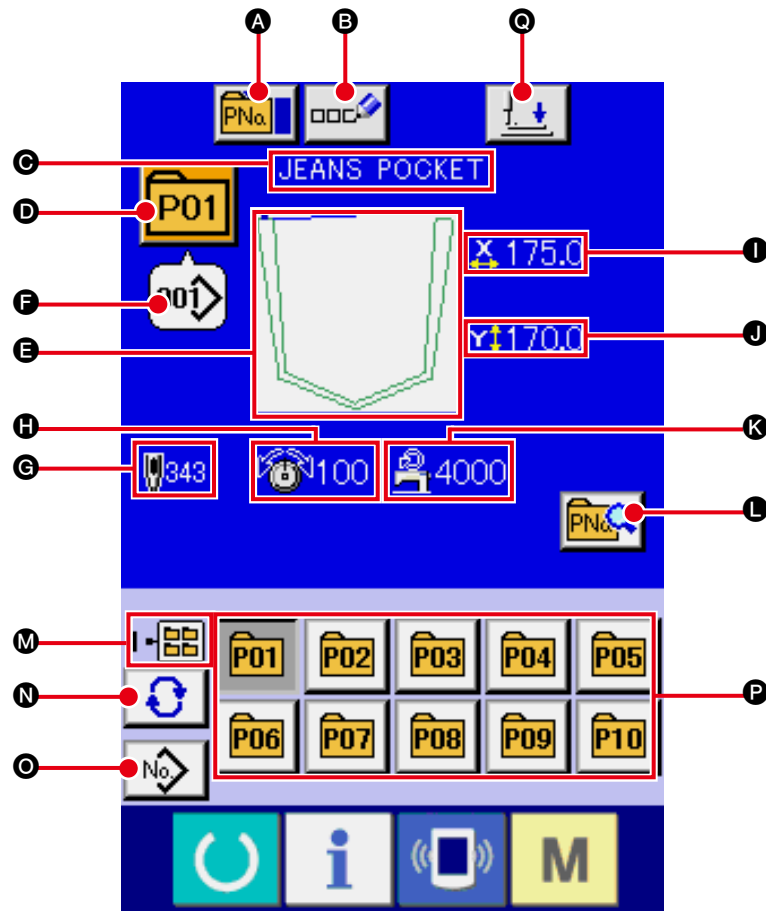 A B Q
PNo.
C JEANS POCKET
D P01
I X 175.0
F 001
E
J Y 170.0
H K
G 343 100 4000
L PNo.
M P01 P02 P03 P04 P05
N P
P06 P07 P08 P09 P10
O No.
i M